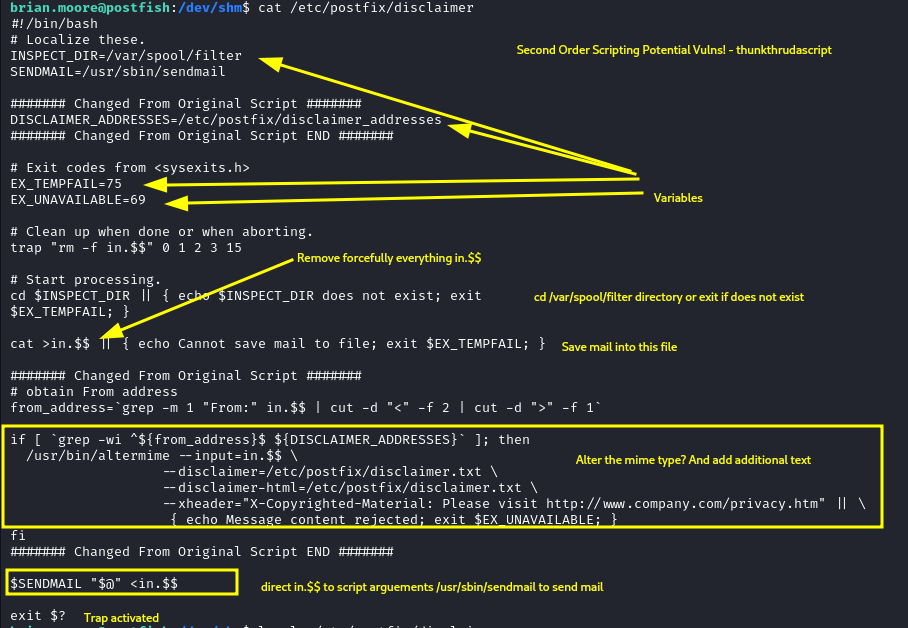 brian.moore@postfish:/dev/shm$ cat /etc/postfix/disclaimer
#!/bin/bash
# Localize these.
INSPECT_DIR=/var/spool/filter
Second Order Scripting Potential Vulns! - thunkthrudascript
SENDMAIL=/usr/sbin/sendmail
####### Changed From Original Script #######
DISCLAIMER_ADDRESSES=/etc/postfix/disclaimer_addresses
####### Changed From Original Script END #######
# Exit codes from <sysexits.h>
EX_TEMPFAIL=75
EX_UNAVAILABLE=69
Variables
# Clean up when done or when aborting.
trap "rm -f in.$$" 0 1 2 3 15
Remove forcefully everything in.$$
# Start processing.
cd $INSPECT_DIR || { echo $INSPECT_DIR does not exist; exit
cd /var/spool/filter directory or exit if does not exist
$EX_TEMPFAIL; }
cat >in.$$ || { echo Cannot save mail to file; exit $EX_TEMPFAIL; }
Save mail into this file
####### Changed From Original Script #######
# obtain From address
from_address=`grep -m 1 "From:" in.$$ | cut -d "<" -f 2 | cut -d ">" -f 1`
if [ `grep -wi ^${from_address}$ ${DISCLAIMER_ADDRESSES}` ]; then
/usr/bin/altermime --input=in.$$ \
Alter the mime type? And add additional text
--disclaimer=/etc/postfix/disclaimer.txt \
--disclaimer-html=/etc/postfix/disclaimer.txt \
--xheader="X-Copyrighted-Material: Please visit http://www.company.com/privacy.htm" || \
{ echo Message content rejected; exit $EX_UNAVAILABLE; }
fi
####### Changed From Original Script END #######
$SENDMAIL "$@" <in.$$
direct in.$$ to script arguements /usr/sbin/sendmail to send mail
exit $?
Trap activated